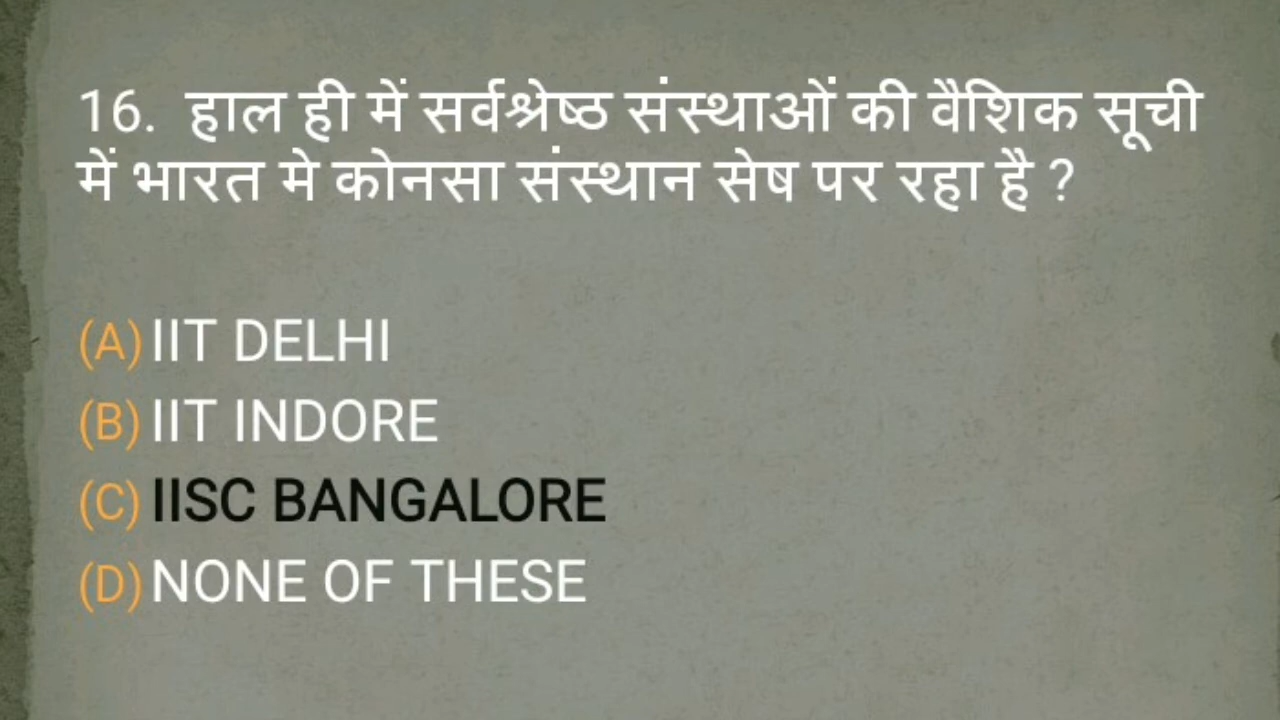 16. हाल ही में सर्वश्रेष्ठ संस्थाओं की वैशिक सूची
में भारत मे कोनसा संस्थान सेष पर रहा है ?
(A) IIT DELHI
(B) IIT INDORE
(C) IISC BANGALORE
(D) NONE OF THESE